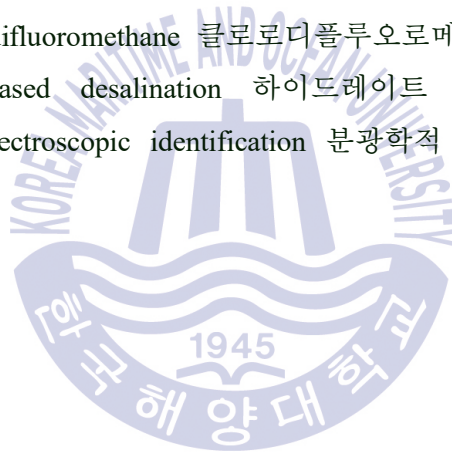 difluoromethane 클로로디플루오로메
ased desalination 하이드레이트
ectroscopic identification 분광학적
KOREA MARITIME AND OCEAN UNIVERSITY
1945
한국해양대학교